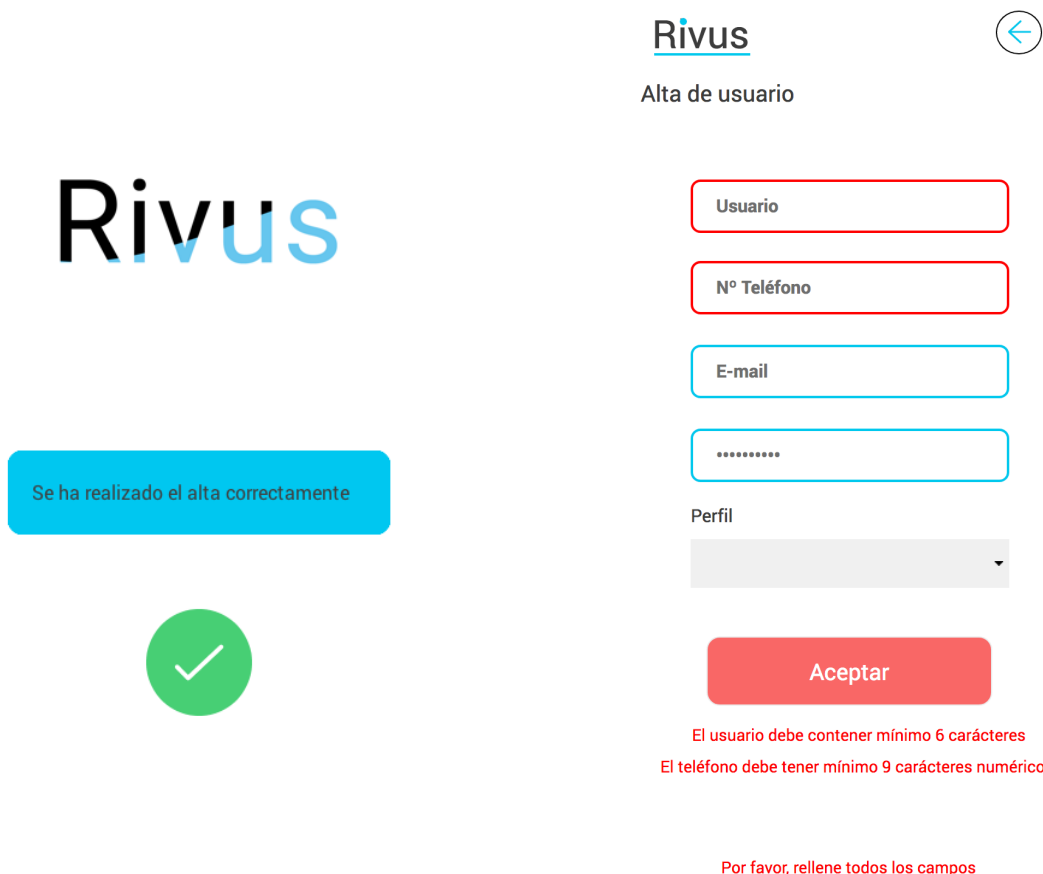 Rivus
Se ha realizado el alta correctamente
Rivus
Alta de usuario
Usuario
Nº Teléfono
E-mail
••••••••••
Perfil
Aceptar
El usuario debe contener mínimo 6 carácteres
El teléfono debe tener mínimo 9 carácteres numérico
Por favor, rellene todos los campos